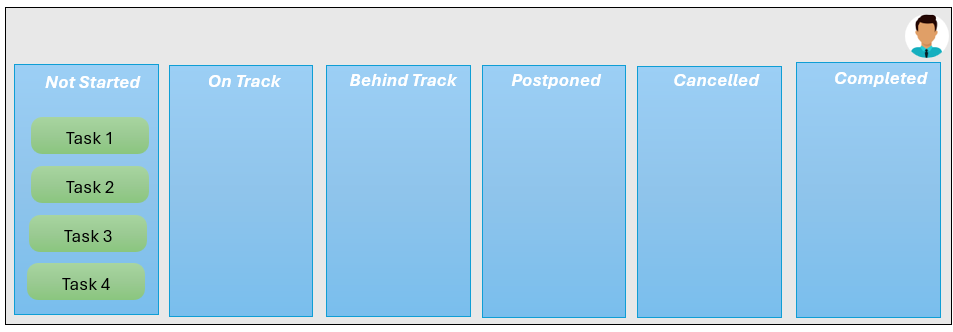 Not Started
On Track
Behind Track
Postponed
Cancelled
Completed
Task 1
Task 2
Task 3
Task 4